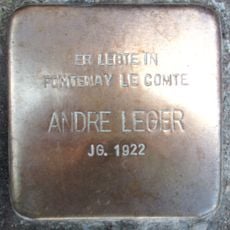 ER LEBTE IN
FONTENAY LE COMTE
ANDRE LEGER
JG. 1922